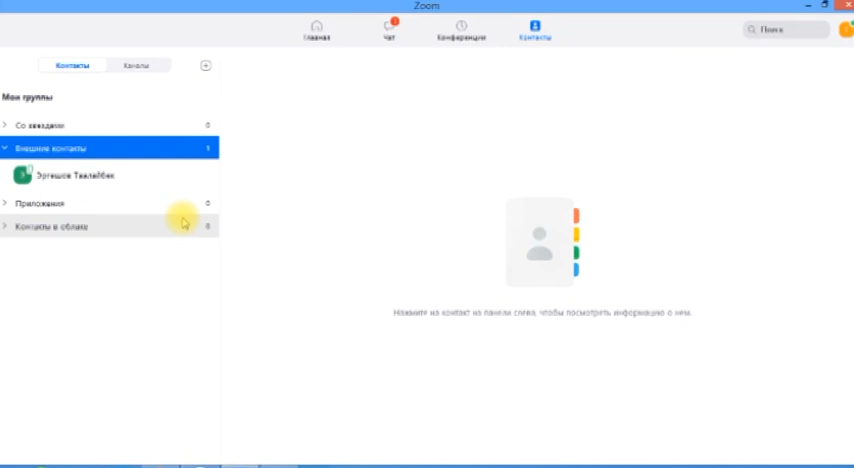 Zoom
1
Главная
Чат
Конференции
Контакты
Поиск
Контакты
Каналы
Мои группы
Со звездами 0
Внешние контакты 1
Эргешов
Приложения 0
Контакты в облаке 0
Нажмите на контакт на панели слева, чтобы посмотреть информацию о нем.